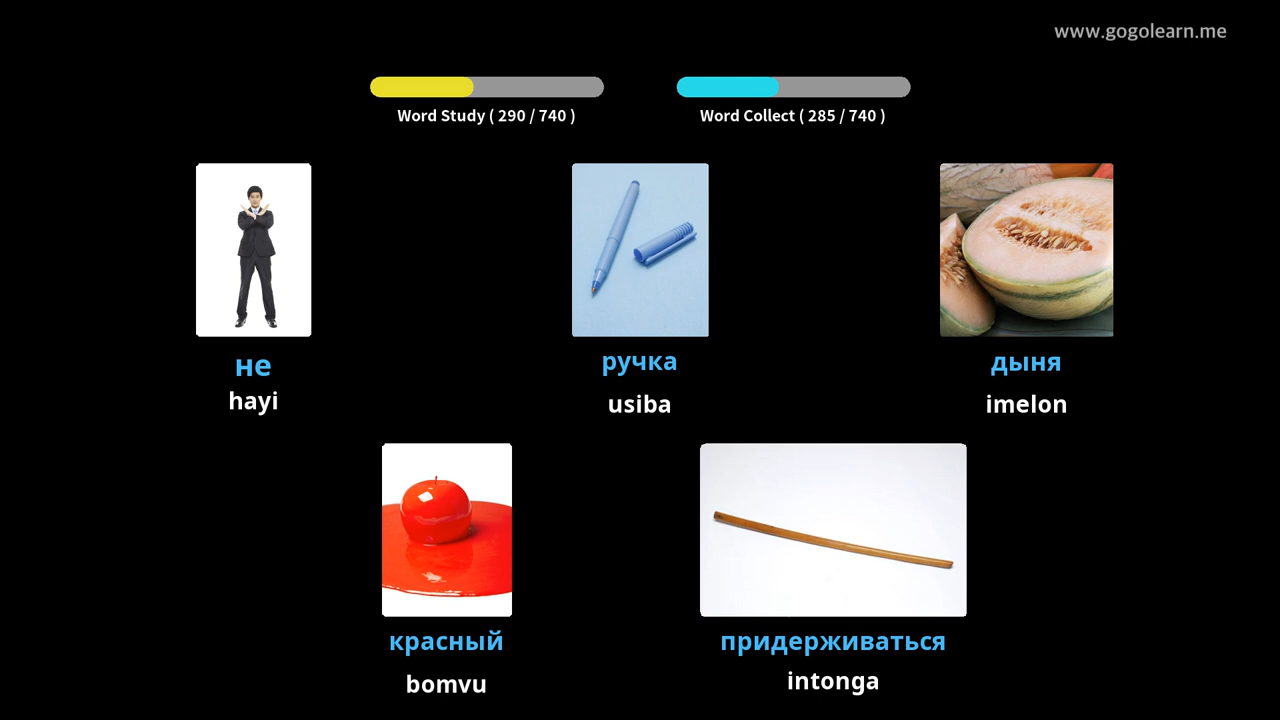 www.gogolearn.me
Word Study ( 290 / 740 )
Word Collect ( 285 / 740 )
не
hayi
ручка
usiba
дыня
imelon
красный
bomvu
придерживаться
intonga